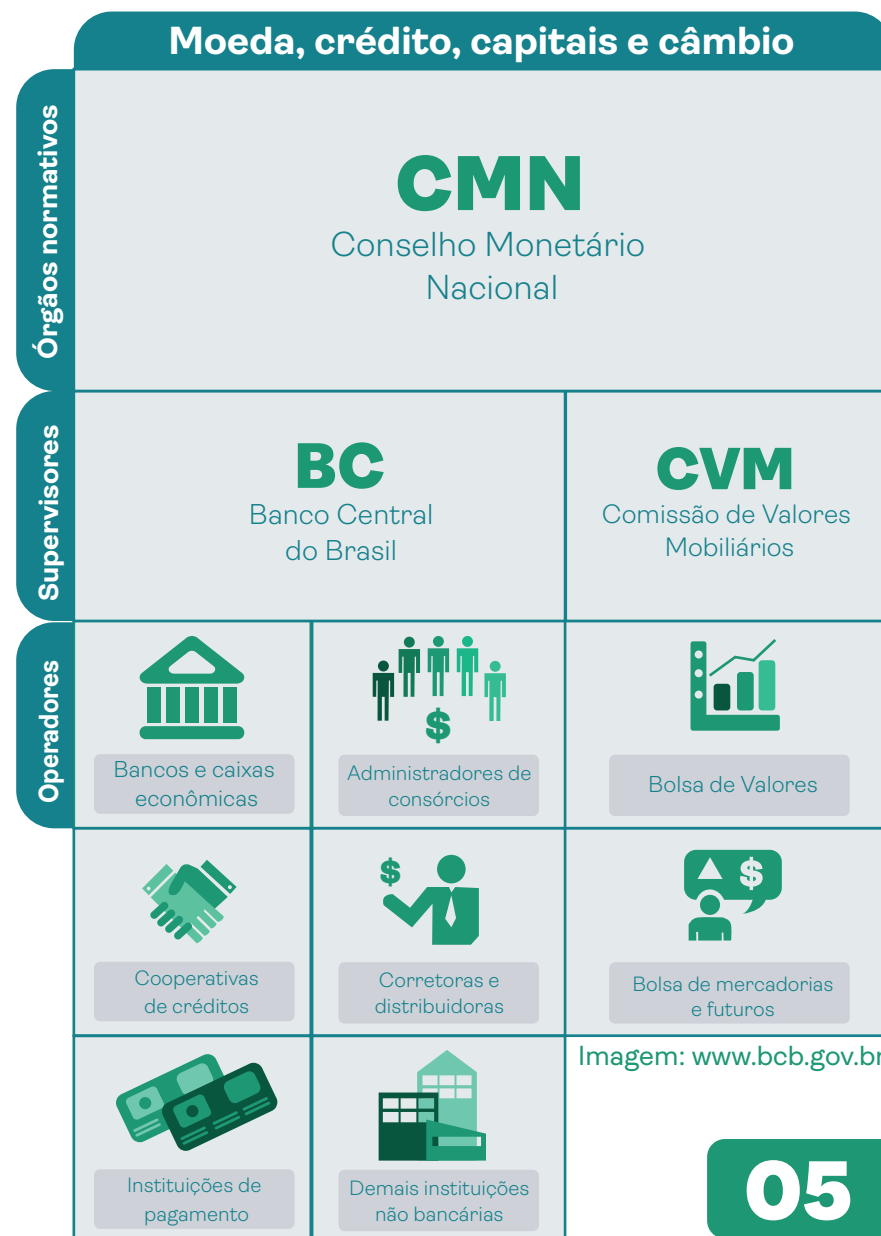 Moeda, crédito, capitais e câmbio
Órgãos normativos
CMN
Conselho Monetário
Nacional
Supervisores
BC
Banco Central
do Brasil
CVM
Comissão de Valores
Mobiliários
Operadores
Bancos e caixas
econômicas
$
Administradores de
consórcios
Bolsa de Valores
Cooperativas
de créditos
$
Corretoras e
distribuidoras
$
Bolsa de mercadorias
e futuros
Instituições de
pagamento
Demais instituições
não bancárias
Imagem: www.bcb.gov.br
05